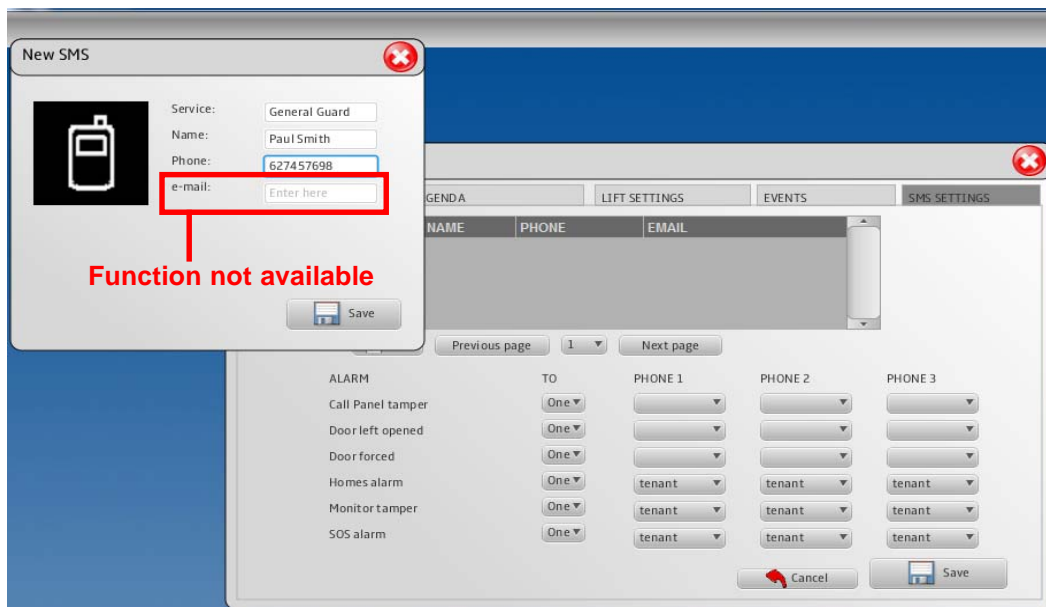 New SMS
Service: General Guard
Name: Paul Smith
Phone: 627457698
e-mail: Enter here
Function not available
Save
GENDA LIFT SETTINGS EVENTS SMS SETTINGS
NAME PHONE EMAIL
Previous page 1 Next page
ALARM TO PHONE 1 PHONE 2 PHONE 3
Call Panel tamper One
Door left opened One
Door forced One
Homes alarm One tenant tenant tenant
Monitor tamper One tenant tenant tenant
SOS alarm One tenant tenant tenant
Cancel Save